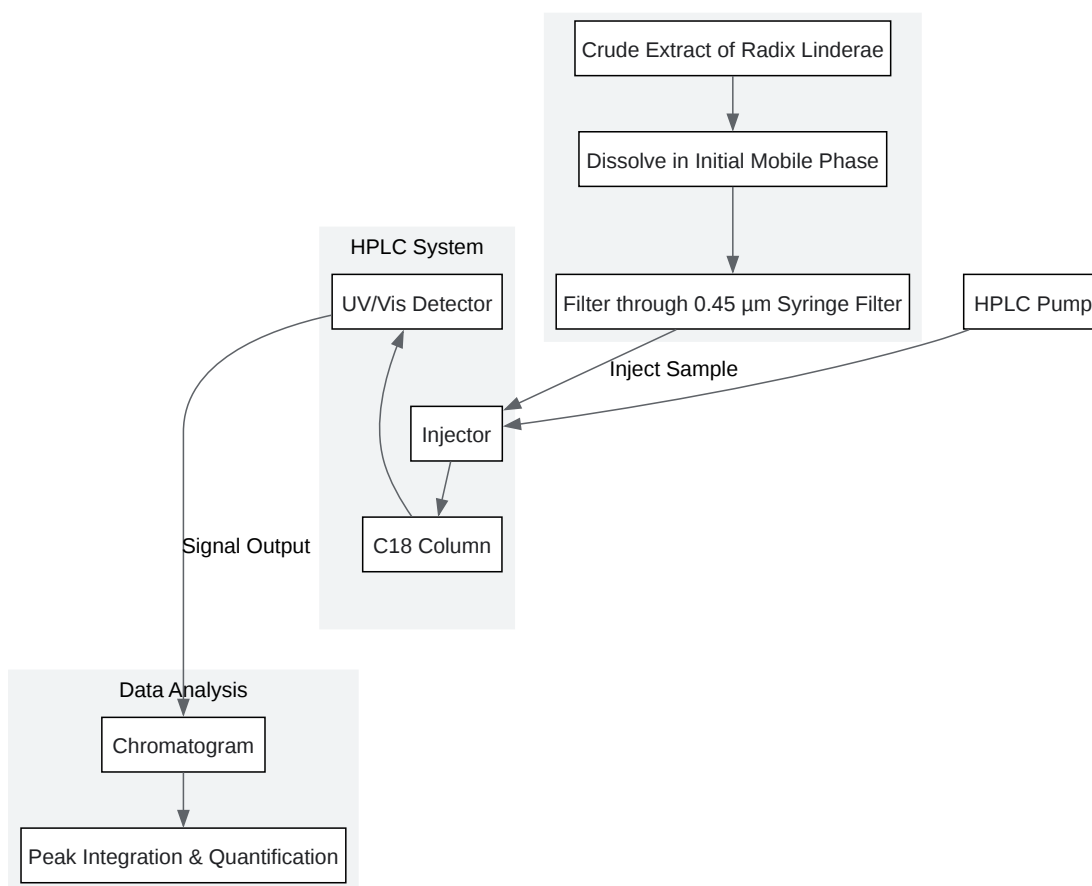 Crude Extract of Radix Linderae
Dissolve in Initial Mobile Phase
HPLC System
UV/Vis Detector
Filter through 0.45 µm Syringe Filter
HPLC Pump
Inject Sample
Injector
C18 Column
Signal Output
Data Analysis
Chromatogram
Peak Integration & Quantification